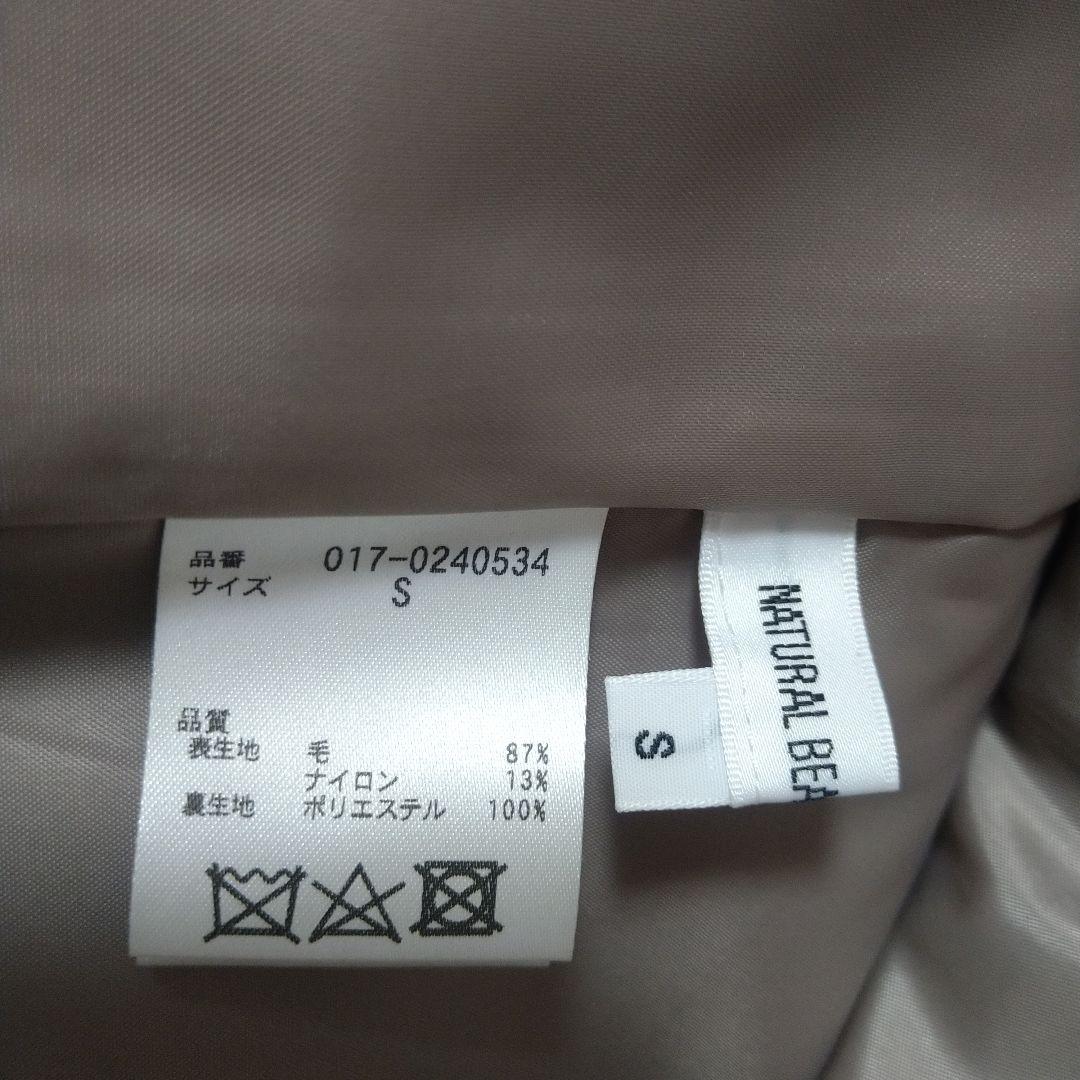 品番 017-0240534
サイズ S
品質
表生地 毛 87%
ナイロン 13%
裏生地 ポリエステル 100%
S
NATURAL BEA